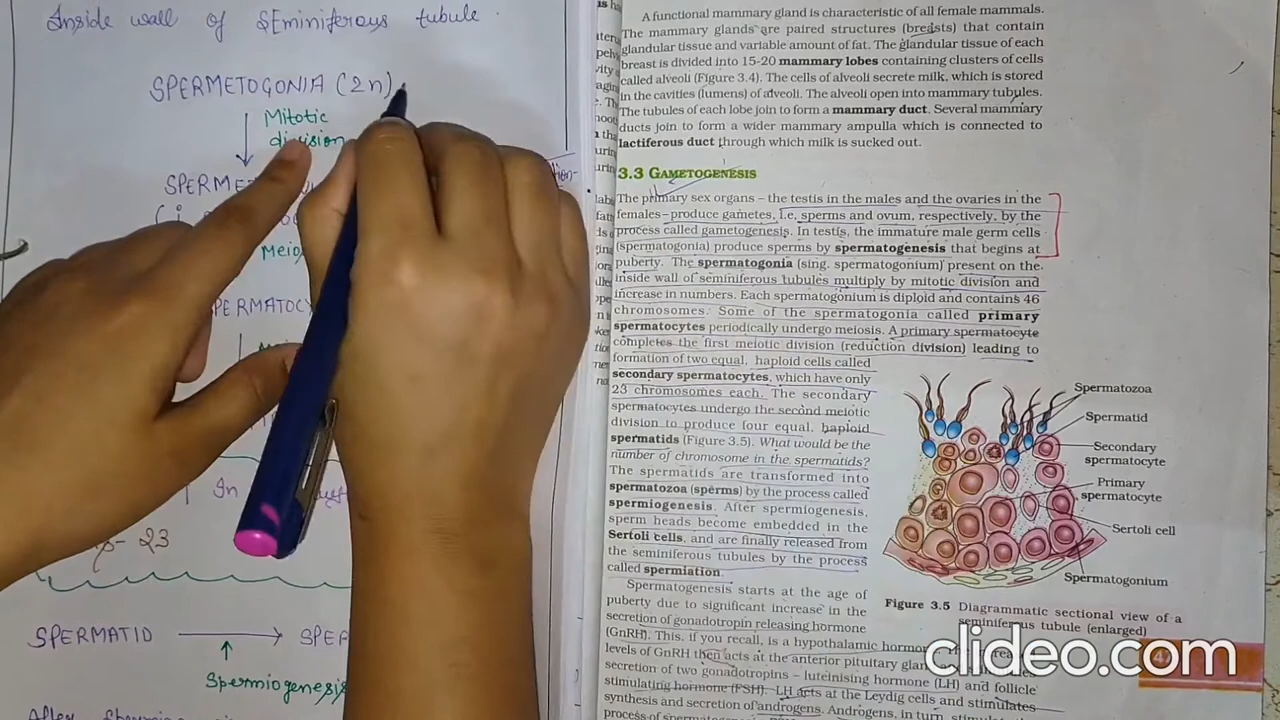 Inside wall of SEminiferous tubule.
SPERMETOGONIA (2n)
Mitotic
division
SPERMET
Meio
PERMATOCY
In
23
SPERMATID
Spermiogenesis
A functional mammary gland is characteristic of all female mammals.
The mammary glands are paired structures (breasts) that contain
glandular tissue and variable amount of fat. The glandular tissue of each
breast is divided into 15-20 mammary lobes containing clusters of cells
called alveoli (Figure 3.4). The cells of alveoli secrete milk, which is stored
in the cavities (lumens) of alveoli. The alveoli open into mammary tubules.
The tubules of each lobe join to form a mammary duct. Several mammary
ducts join to form a wider mammary ampulla which is connected to
lactiferous duct through which milk is sucked out.
3.3 GAMETOGENESIS
The primary sex organs – the testis in the males and the ovaries in the
females – produce gametes, i.e, sperms and ovum, respectively, by the
process called gametogenesis. In testis, the immature male germ cells
(spermatogonia) produce sperms by spermatogenesis that begins at
puberty. The spermatogonia (sing. spermatogonium) present on the
inside wall of seminiferous tubules multiply by mitotic division and
increase in numbers. Each spermatogonium is diploid and contains 46
chromosomes. Some of the spermatogonia called primary
spermatocytes periodically undergo meiosis. A primary spermatocyte
completes the first meiotic division (reduction division) leading to
formation of two equal, haploid cells called
secondary spermatocytes, which have only
23 chromosomes each. The secondary
spermatocytes undergo the second meiotic
division to produce four equal, haploid
spermatids (Figure 3.5). What would be the
number of chromosome in the spermatids?
The spermatids are transformed into
spermatozoa (sperms) by the process called
spermiogenesis. After spermiogenesis,
sperm heads become embedded in the
Sertoli cells, and are finally released from
the seminiferous tubules by the process
called spermiation.
Spermatogenesis starts at the age of
puberty due to significant increase in the
secretion of gonadotropin releasing hormone
(GnRH). This, if you recall, is a hypothalamic hormone.
levels of GnRH then acts at the anterior pituitary gland
secretion of two gonadotropins – luteinising hormone (LH) and follicle
stimulating hormone (FSH). LH acts at the Leydig cells and stimulates
synthesis and secretion of androgens. Androgens, in turn, stimulate
Spermatozoa
Spermatid
Secondary
spermatocyte
Primary
spermatocyte
Sertoli cell
Spermatogonium
Figure 3.5 Diagrammatic sectional view of a
seminiferous tubule (enlarged)
clideo.com